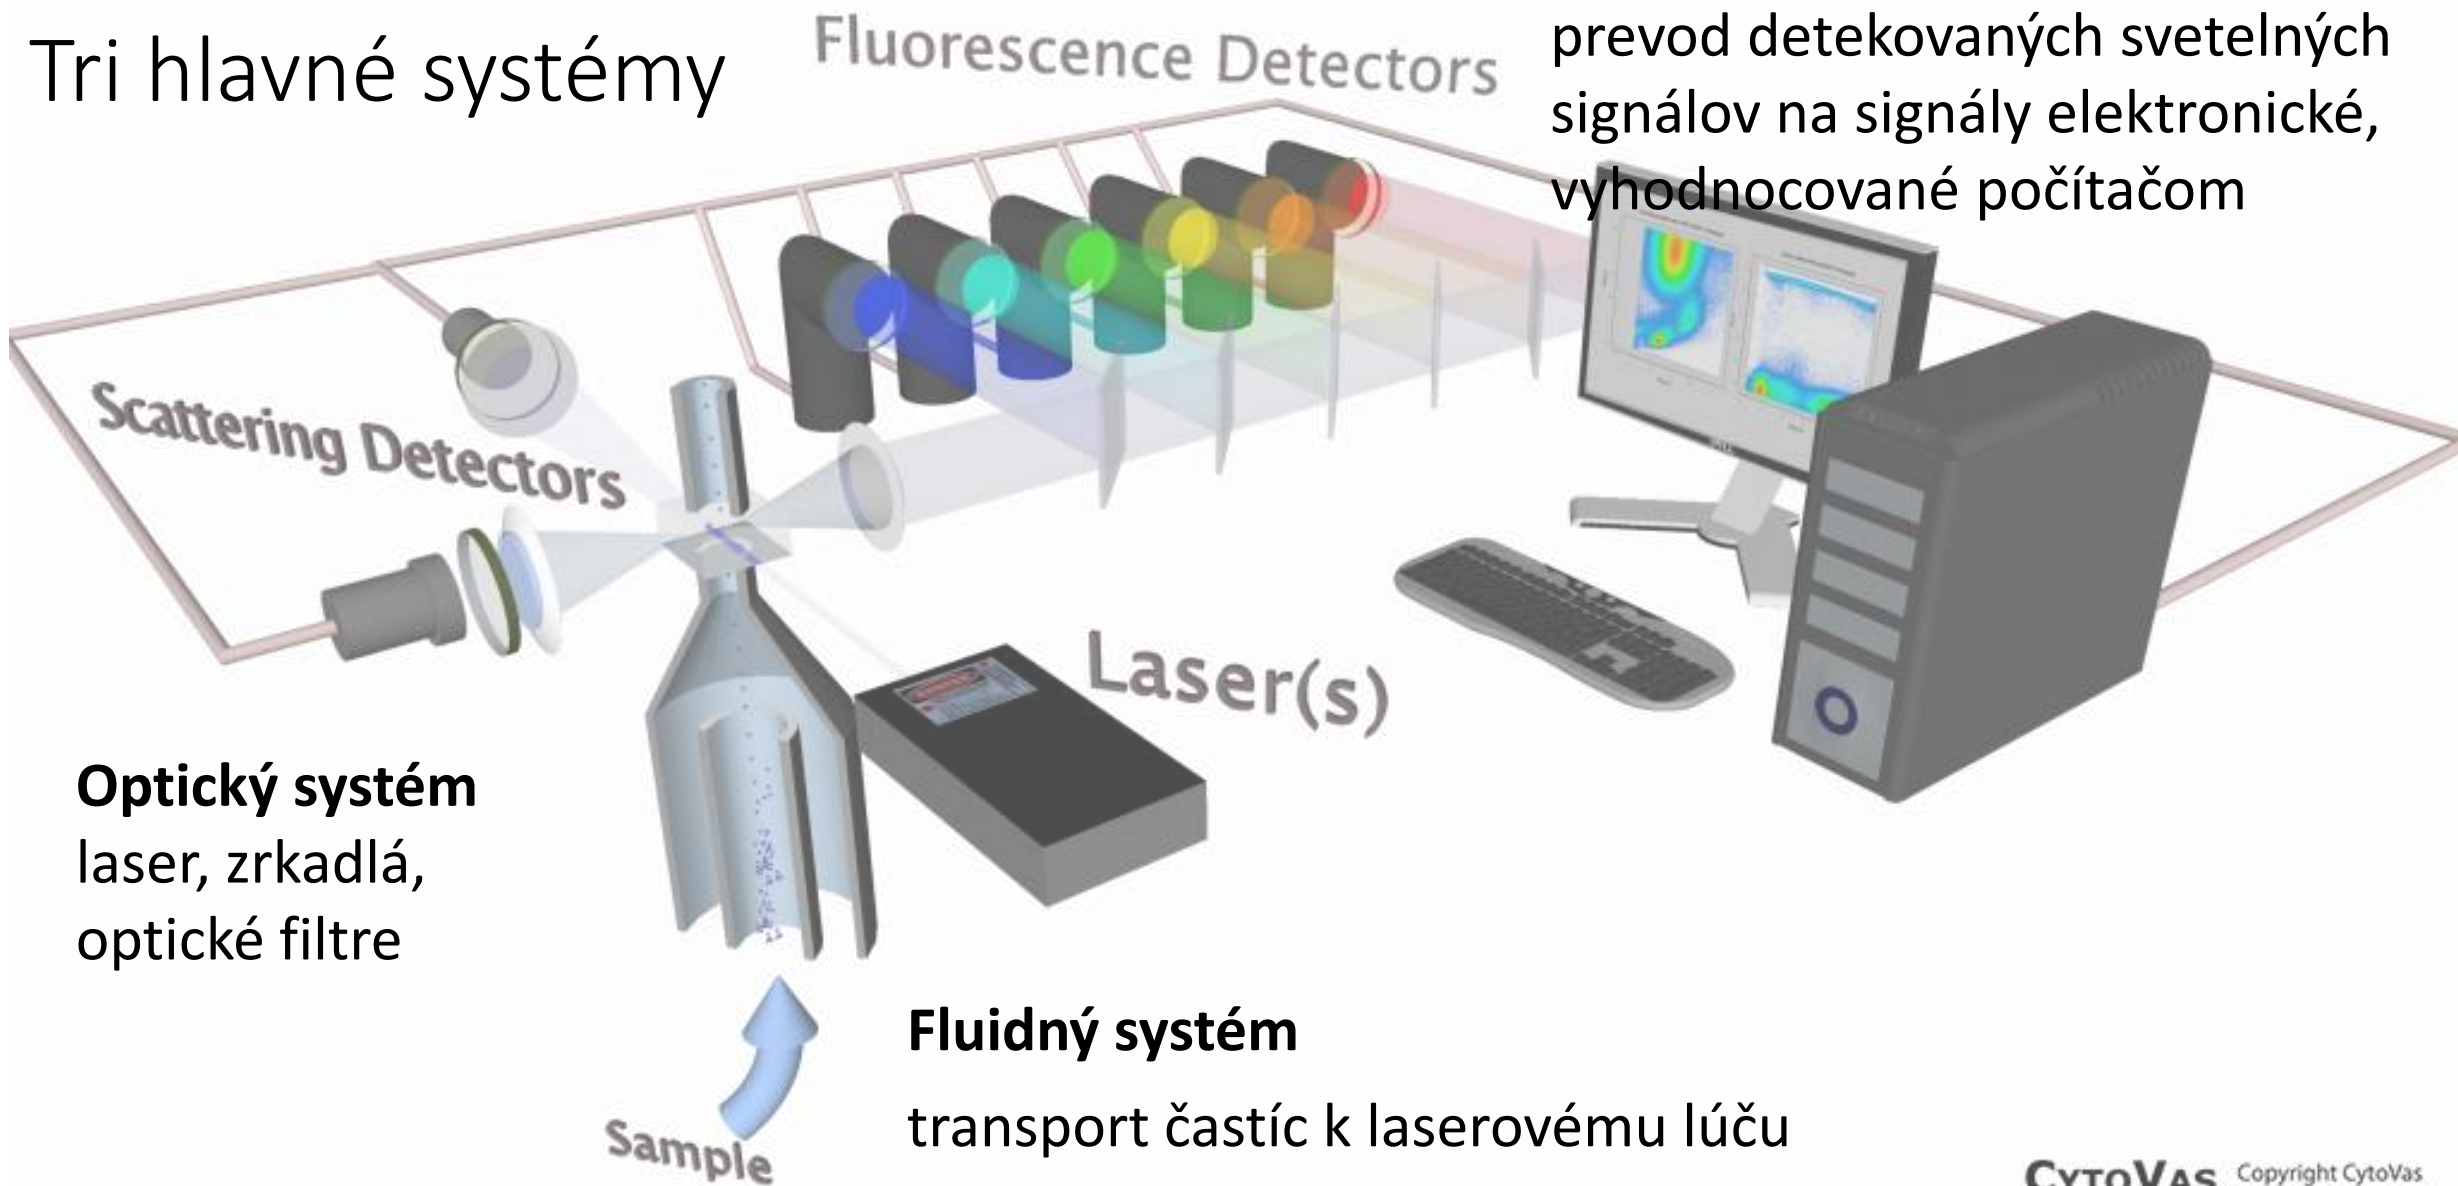 Tri hlavné systémy
Fluorescence Detectors
prevod detekovaných svetelných
signálov na signály elektronické,
vyhodnocované počítačom
Scattering Detectors
Laser(s)
Optický systém
laser, zrkadlá,
optické filtre
Fluidný systém
transport častíc k laserovému lúču
Sample
CYTOVAS Copyright CytoVas